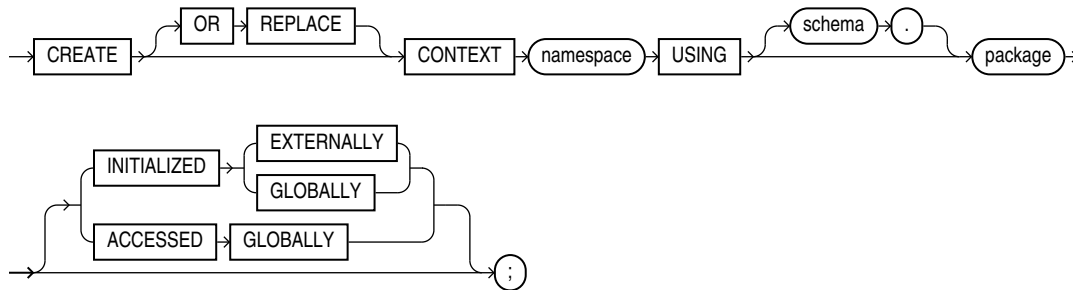 OR REPLACE schema .
CREATE CONTEXT namespace USING package
EXTERNALLY
INITIALIZED
GLOBALLY
ACCESSED GLOBALLY
;